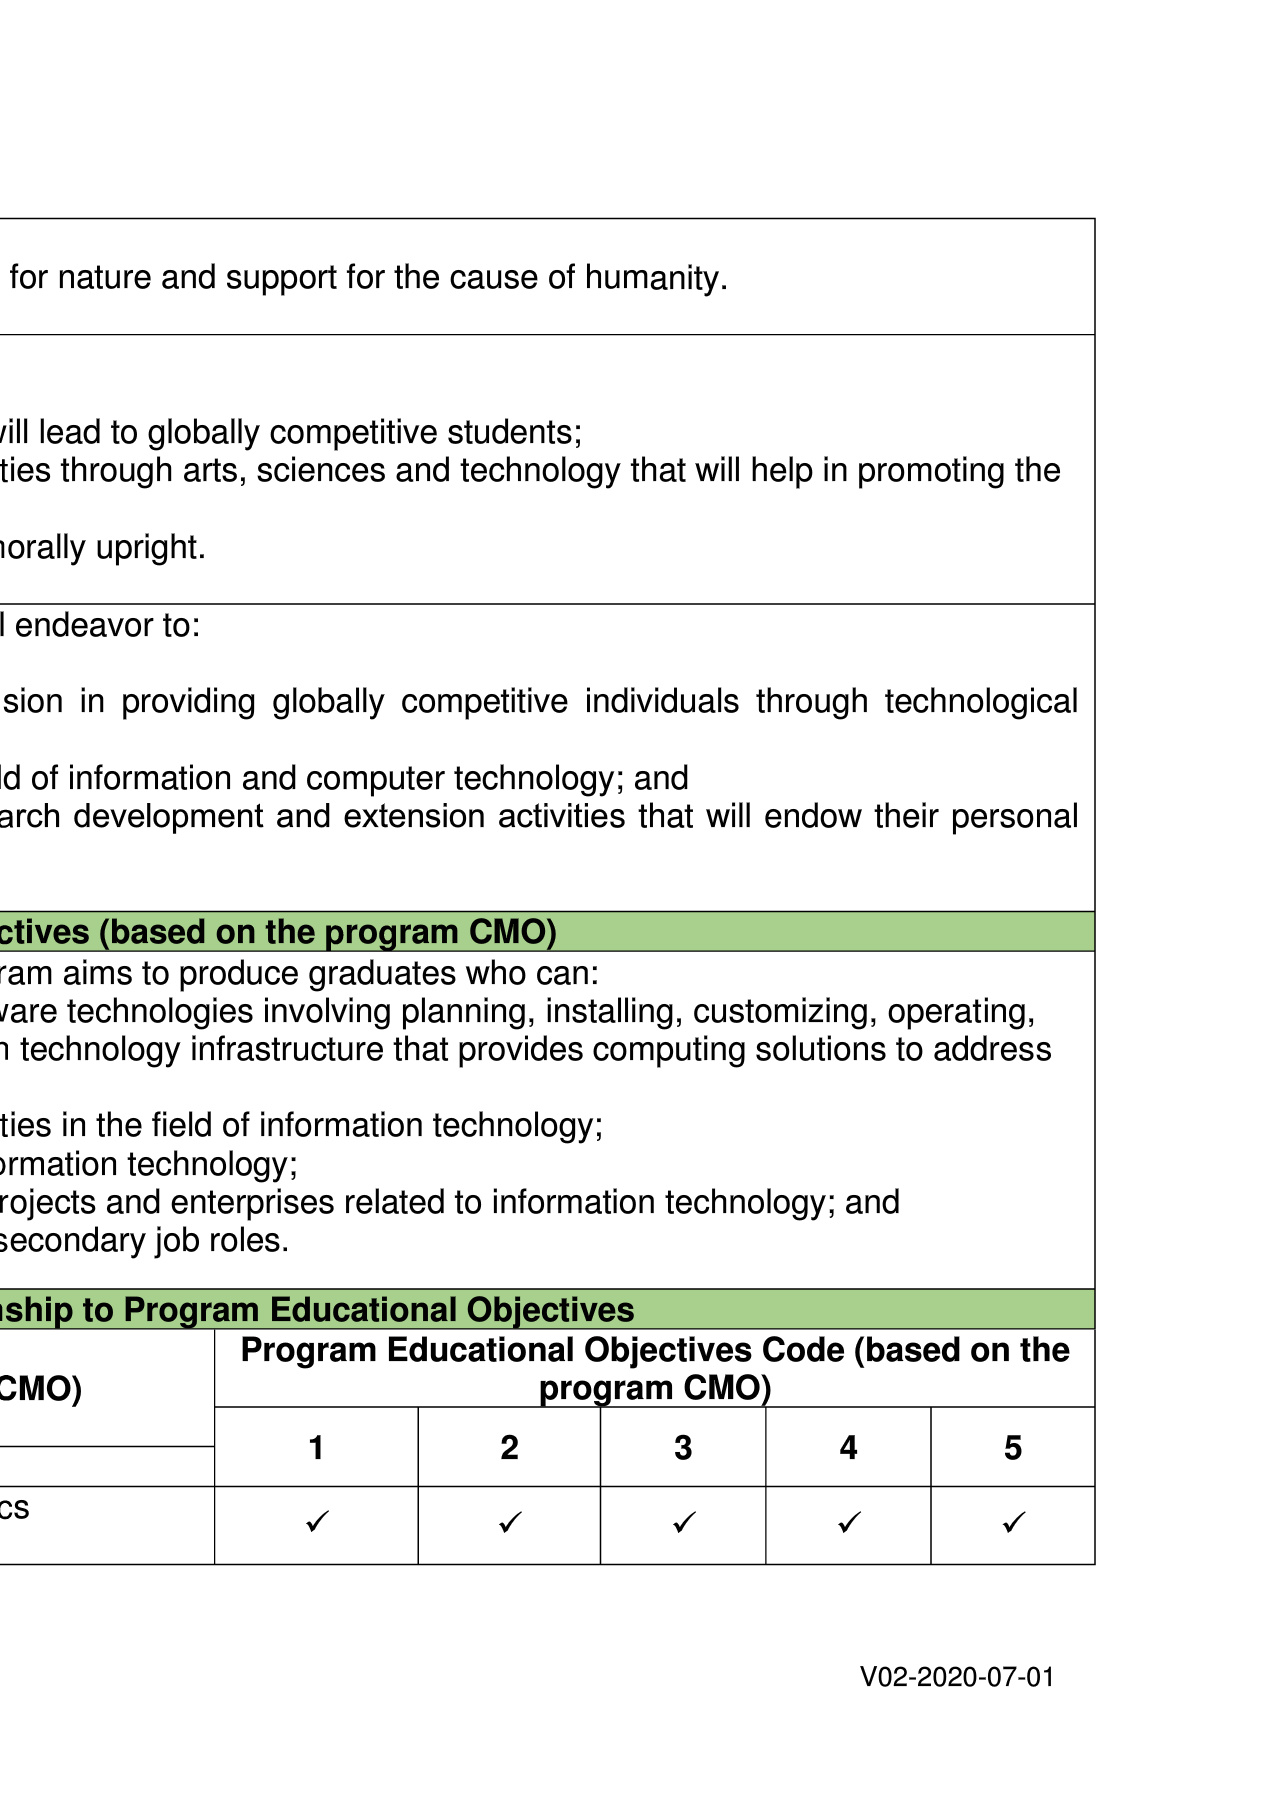 for nature and support for the cause of humanity.
will lead to globally competitive students;
ties through arts, sciences and technology that will help in promoting the
morally upright.
l endeavor to:
sion in providing globally competitive individuals through technological
ld of information and computer technology; and
arch development and extension activities that will endow their personal
ctives (based on the program CMO)
ram aims to produce graduates who can:
ware technologies involving planning, installing, customizing, operating,
n technology infrastructure that provides computing solutions to address
ties in the field of information technology;
ormation technology;
rojects and enterprises related to information technology; and
secondary job roles.
nship to Program Educational Objectives
Program Educational Objectives Code (based on the
program CMO)
CMO)
1 2 3 4 5
cs
✓ ✓ ✓ ✓ ✓
V02-2020-07-01